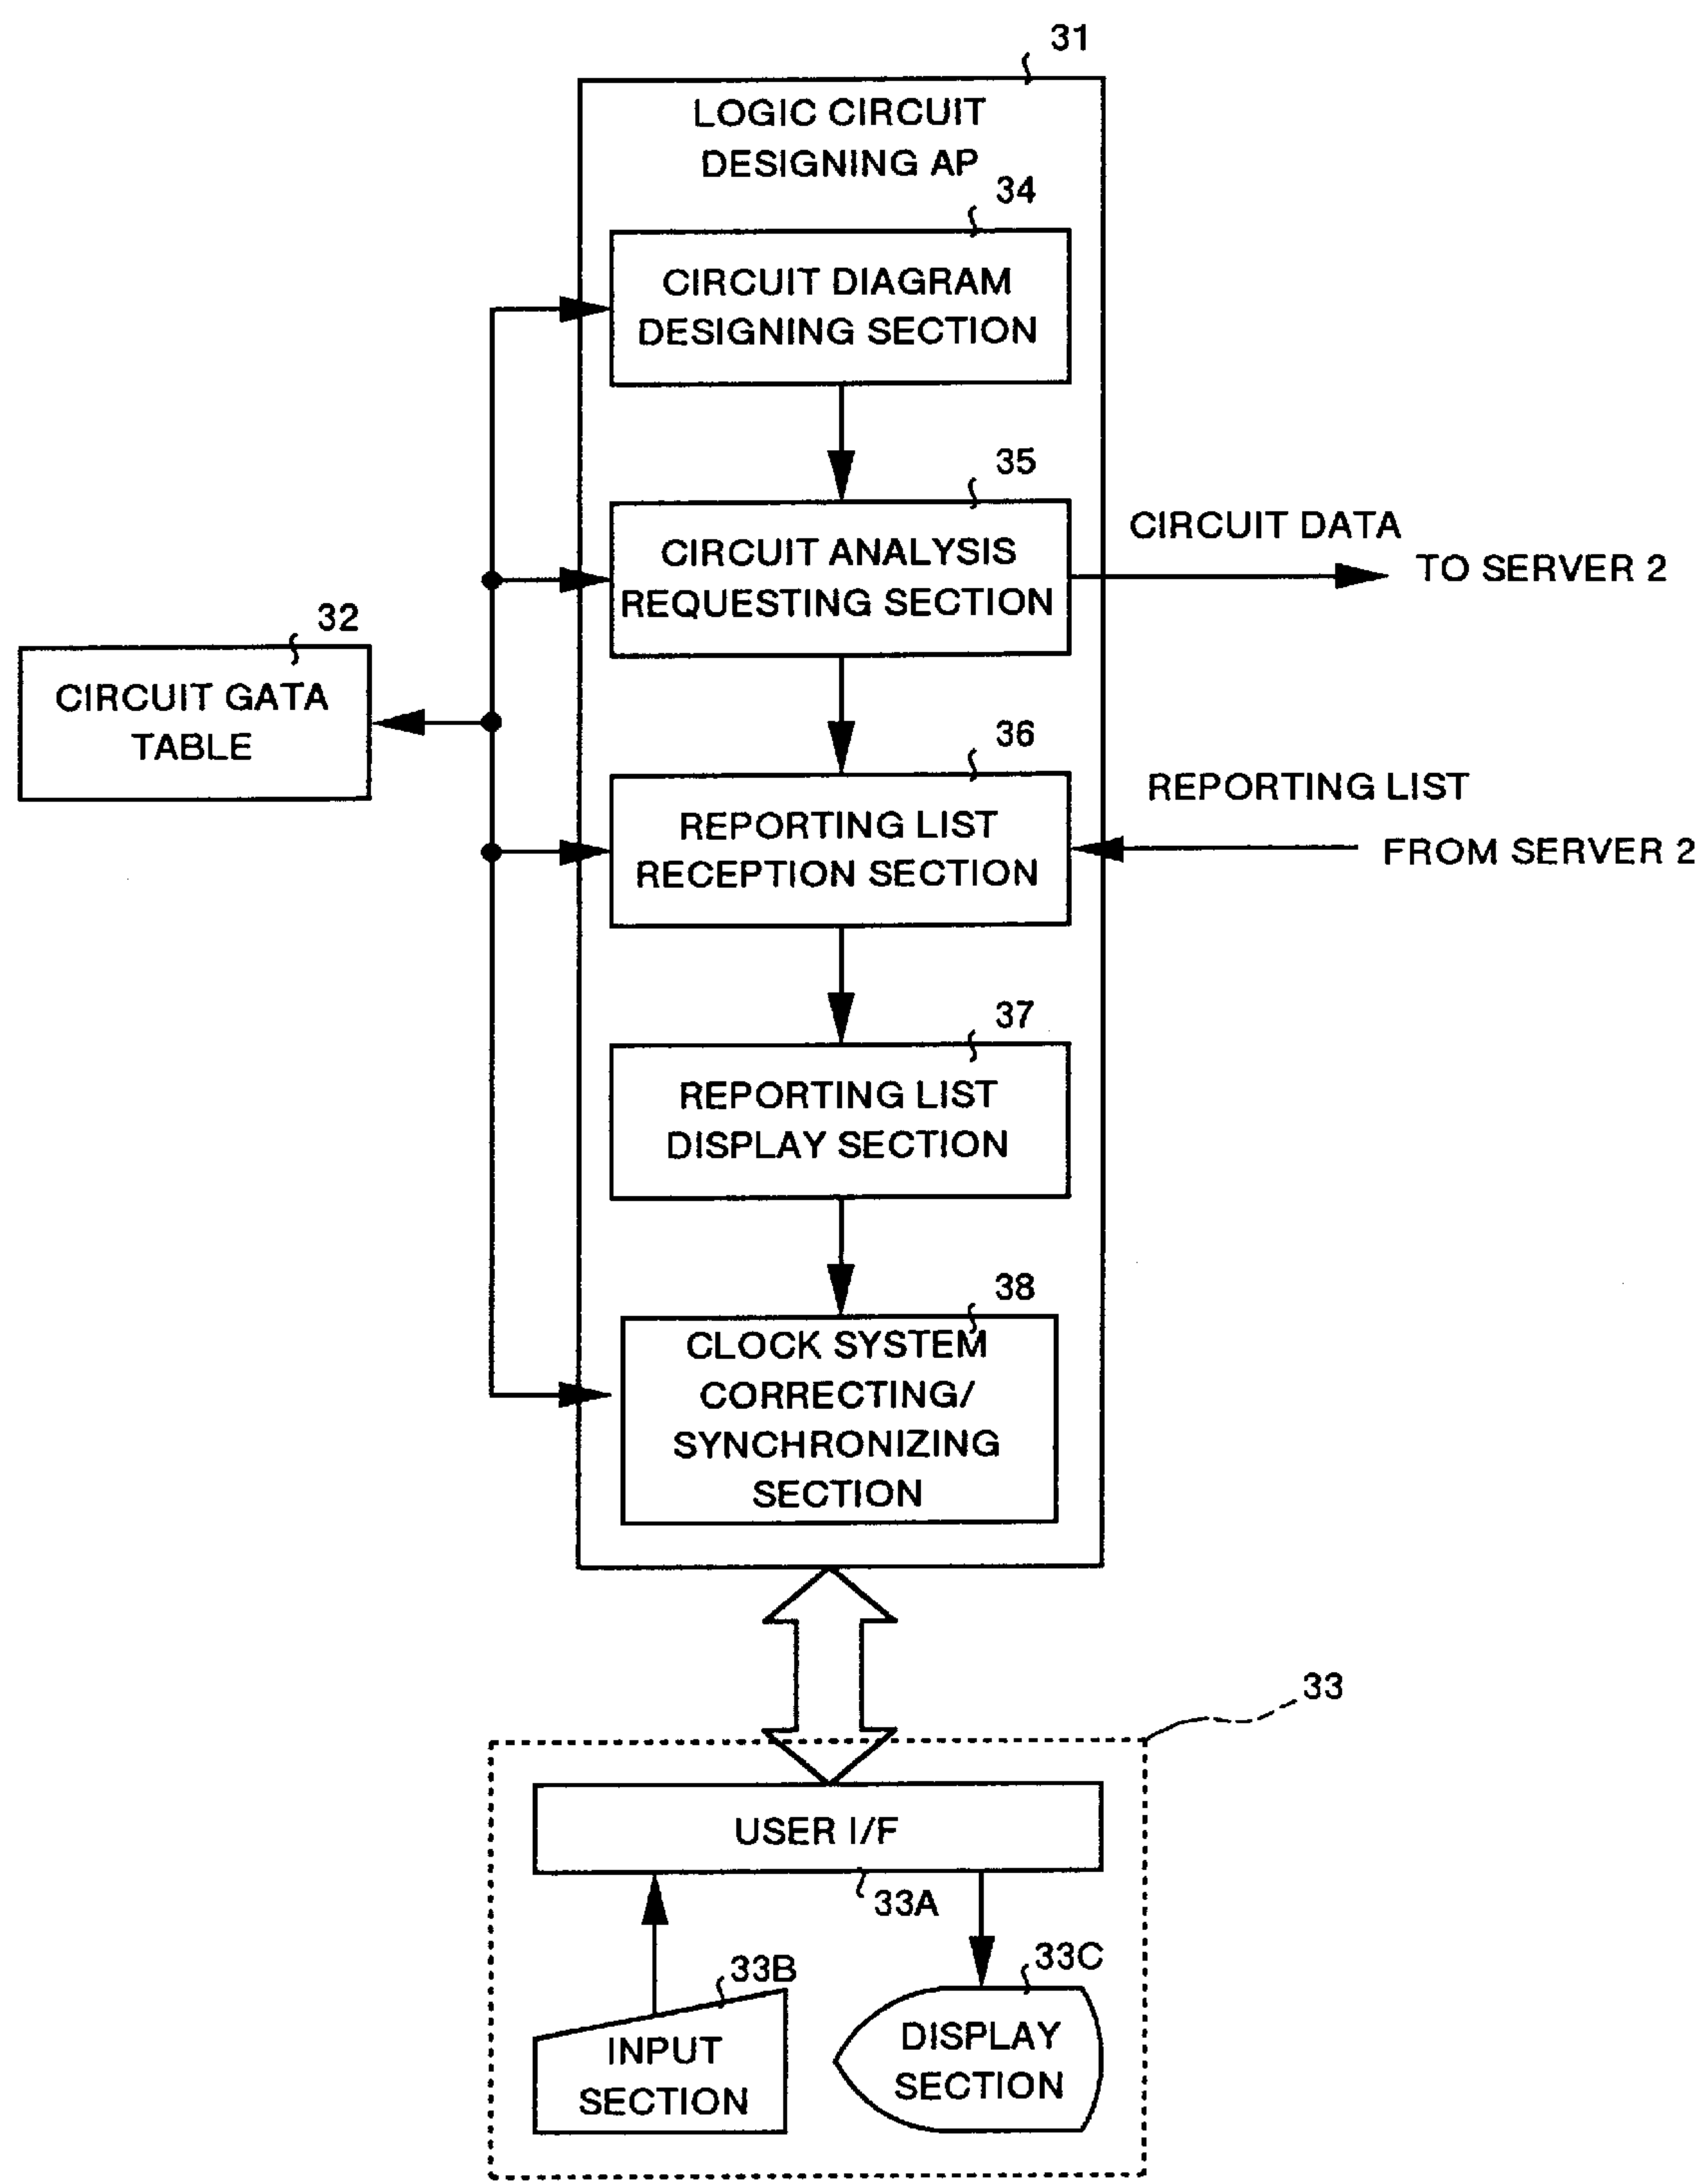 31
LOGIC CIRCUIT
DESIGNING AP
34
CIRCUIT DIAGRAM
DESIGNING SECTION
35
CIRCUIT ANALYSIS
REQUESTING SECTION
CIRCUIT DATA
TO SERVER 2
32
CIRCUIT GATA
TABLE
36
REPORTING LIST
RECEPTION SECTION
REPORTING LIST
FROM SERVER 2
37
REPORTING LIST
DISPLAY SECTION
38
CLOCK SYSTEM
CORRECTING/
SYNCHRONIZING
SECTION
33
USER I/F
33A
33B
INPUT
SECTION
33C
DISPLAY
SECTION